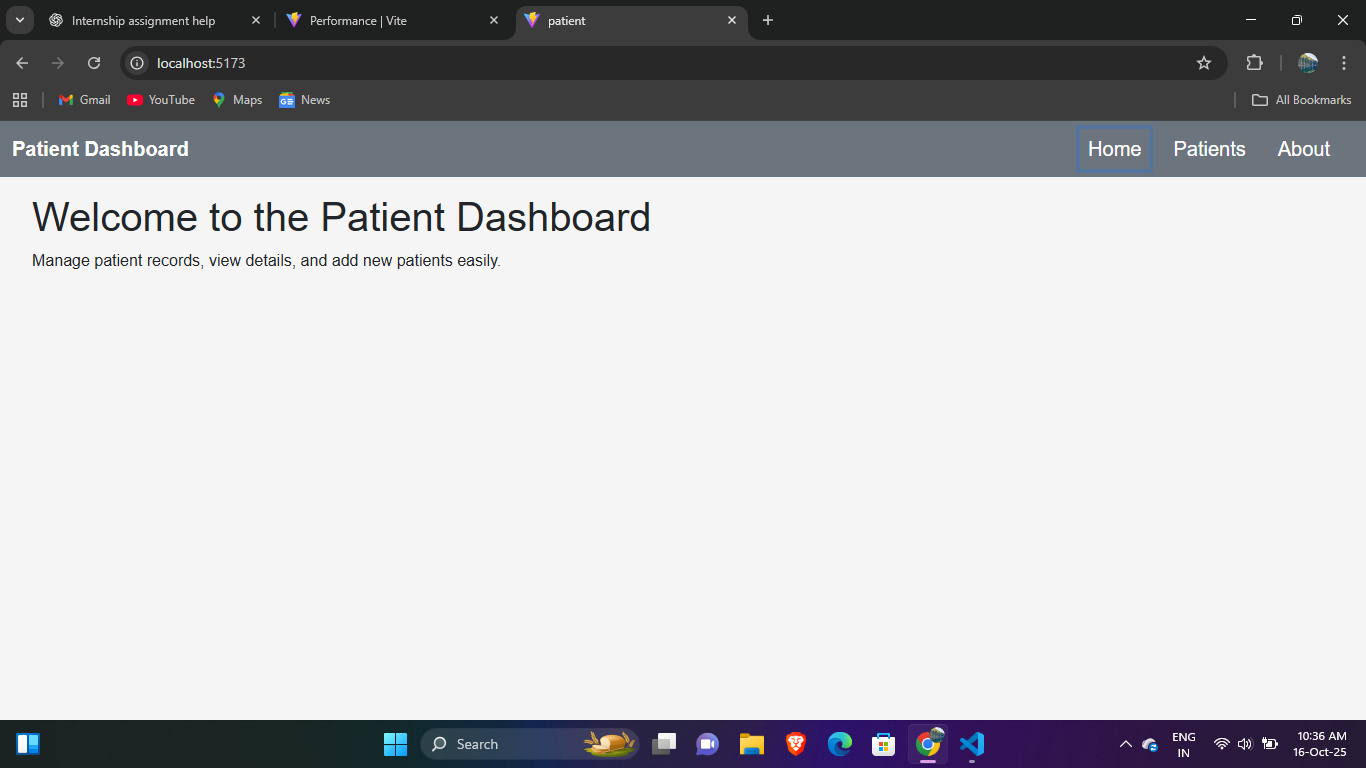 Internship assignment help
Performance | Vite
patient
localhost:5173
Gmail
YouTube
Maps
News
All Bookmarks
Patient Dashboard
Home
Patients
About
Welcome to the Patient Dashboard
Manage patient records, view details, and add new patients easily.
Search
ENG
IN
10:36 AM
16-Oct-25